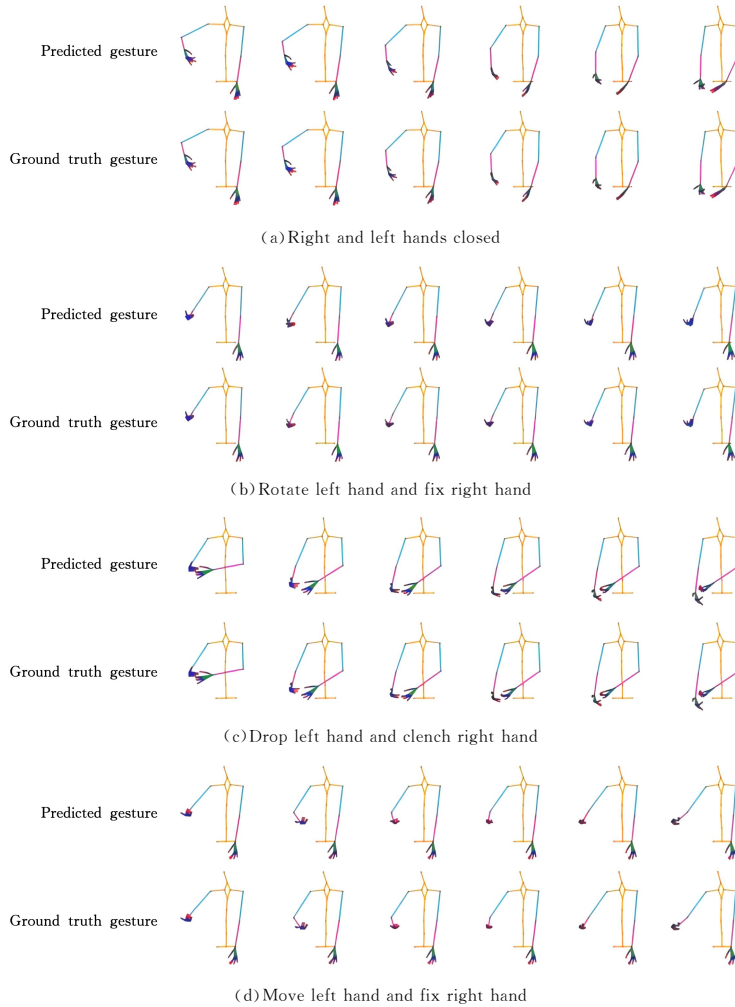 Predicted gesture
Ground truth gesture
(a)Right and left hands closed
Predicted gesture
Ground truth gesture
(b)Rotate left hand and fix right hand
Predicted gesture
Ground truth gesture
(c)Drop left hand and clench right hand
Predicted gesture
Ground truth gesture
(d)Move left hand and fix right hand